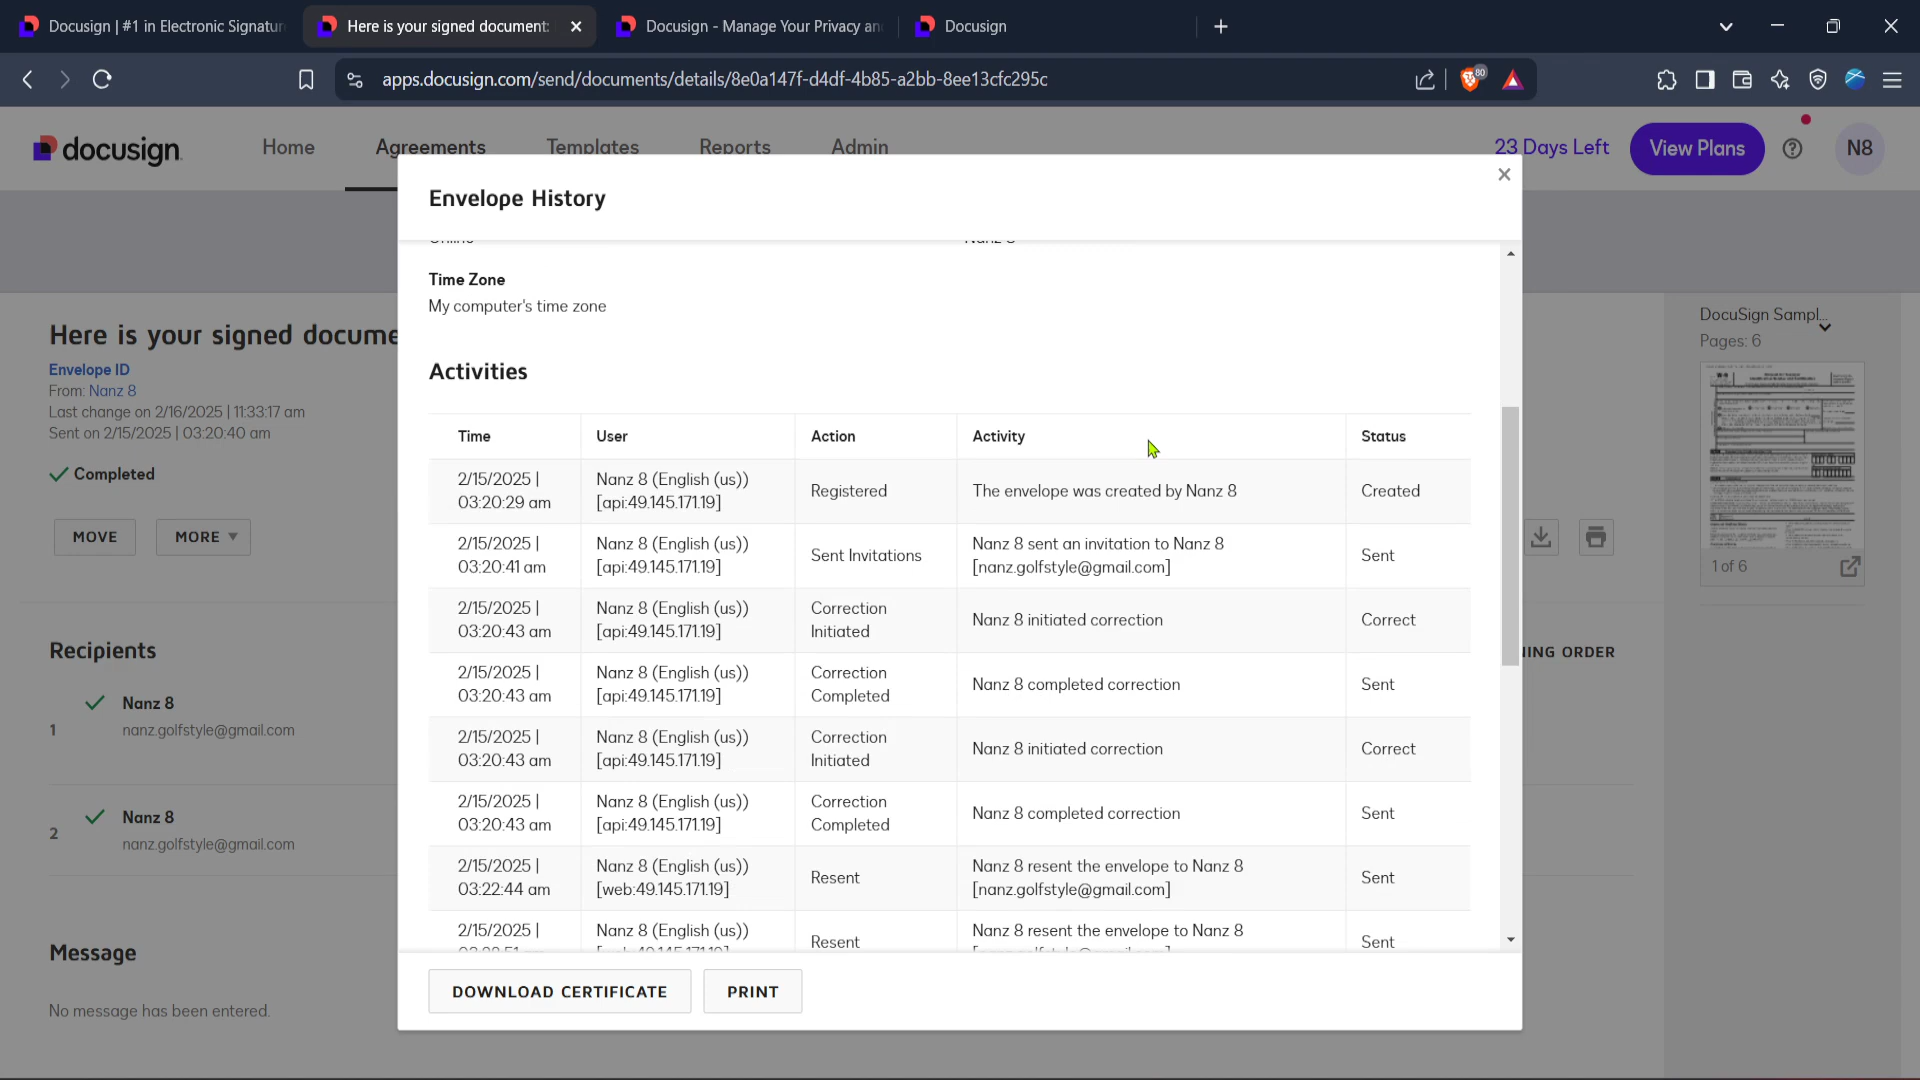 Docusign | #1 in Electronic Signatur
Here is your signed document:
Docusign - Manage Your Privacy an
Docusign
apps.docusign.com/send/documents/details/8e0a147f-d4df-4b85-a2bb-8ee13cfc295c
80
docusign
Home
Agreements
Templates
Reports
Admin
23 Days Left
View Plans
N8
Envelope History
Online
Nanz 8
Time Zone
My computer's time zone
Activities
Time User Action Activity Status
2/15/2025 | 03:20:29 am Nanz 8 (English (us)) [api:49.145.171.19] Registered The envelope was created by Nanz 8 Created
2/15/2025 | 03:20:41 am Nanz 8 (English (us)) [api:49.145.171.19] Sent Invitations Nanz 8 sent an invitation to Nanz 8 [nanz.golfstyle@gmail.com] Sent
2/15/2025 | 03:20:43 am Nanz 8 (English (us)) [api:49.145.171.19] Correction Initiated Nanz 8 initiated correction Correct
2/15/2025 | 03:20:43 am Nanz 8 (English (us)) [api:49.145.171.19] Correction Completed Nanz 8 completed correction Sent
2/15/2025 | 03:20:43 am Nanz 8 (English (us)) [api:49.145.171.19] Correction Initiated Nanz 8 initiated correction Correct
2/15/2025 | 03:20:43 am Nanz 8 (English (us)) [api:49.145.171.19] Correction Completed Nanz 8 completed correction Sent
2/15/2025 | 03:22:44 am Nanz 8 (English (us)) [web:49.145.171.19] Resent Nanz 8 resent the envelope to Nanz 8 [nanz.golfstyle@gmail.com] Sent
2/15/2025 | Nanz 8 (English (us)) Resent Nanz 8 resent the envelope to Nanz 8 Sent
DOWNLOAD CERTIFICATE
PRINT
Here is your signed docume
Envelope ID
From: Nanz 8
Last change on 2/16/2025 | 11:33:17 am
Sent on 2/15/2025 | 03:20:40 am
Completed
MOVE
MORE
Recipients
1
Nanz 8
nanz.golfstyle@gmail.com
2
Nanz 8
nanz.golfstyle@gmail.com
Message
No message has been entered.
NING ORDER
DocuSign Sampl...
Pages: 6
1 of 6